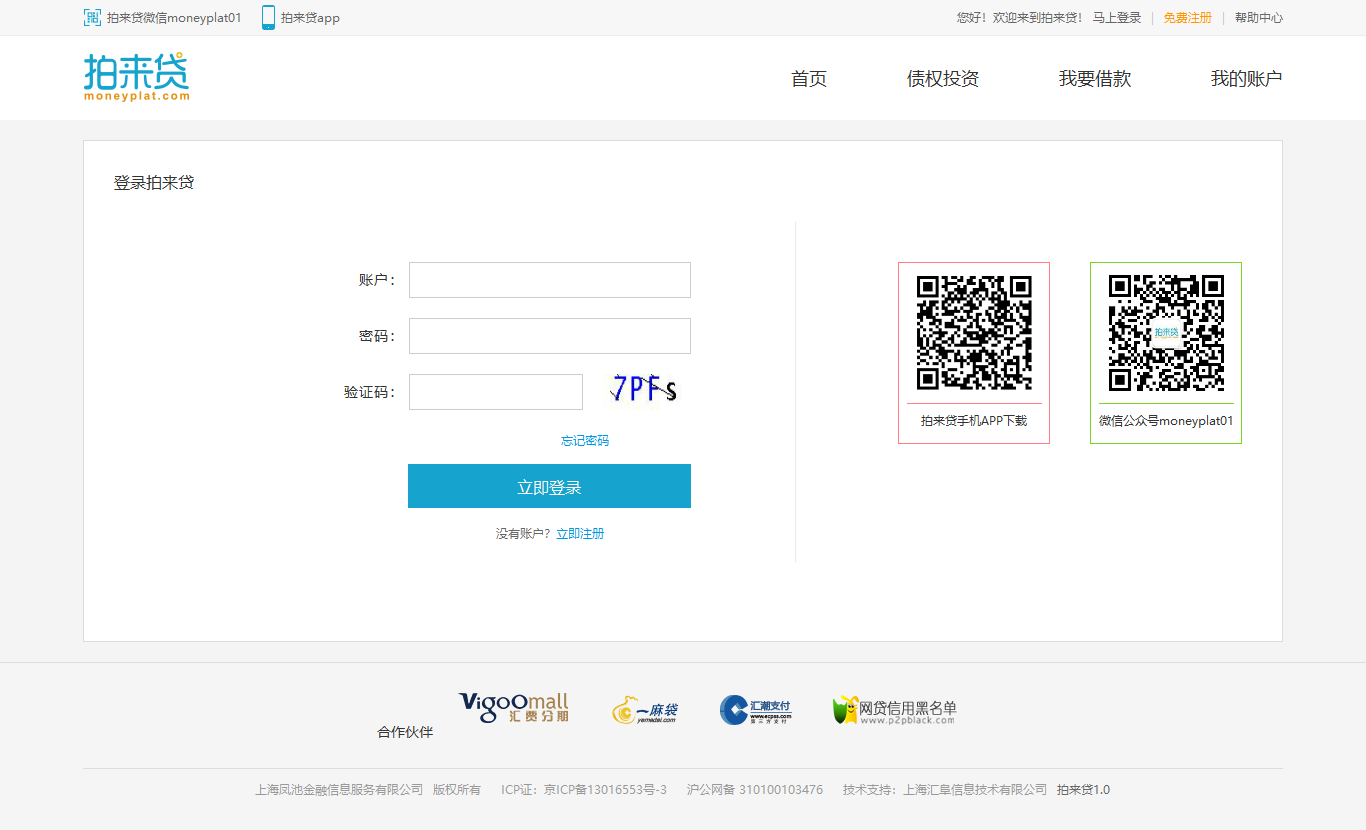 拍来贷微信moneyplat01 拍来贷app 您好！欢迎来到拍来贷！ 马上登录 | 免费注册 | 帮助中心
拍来贷
moneyplat.com
首页 债权投资 我要借款 我的账户
登录拍来贷
账户：
密码：
验证码： 7PFs
忘记密码
立即登录
没有账户？立即注册
拍来贷
拍来贷手机APP下载 微信公众号moneyplat01
合作伙伴
VigoOmall
汇费分期
一麻袋
yamadai.com
汇潮支付
www.ecpss.com
第三方支付
网贷信用黑名单
www.p2pblack.com
上海凤池金融信息服务有限公司 版权所有 ICP证：京ICP备13016553号-3 沪公网备 310100103476 技术支持：上海汇阜信息技术有限公司 拍来贷1.0